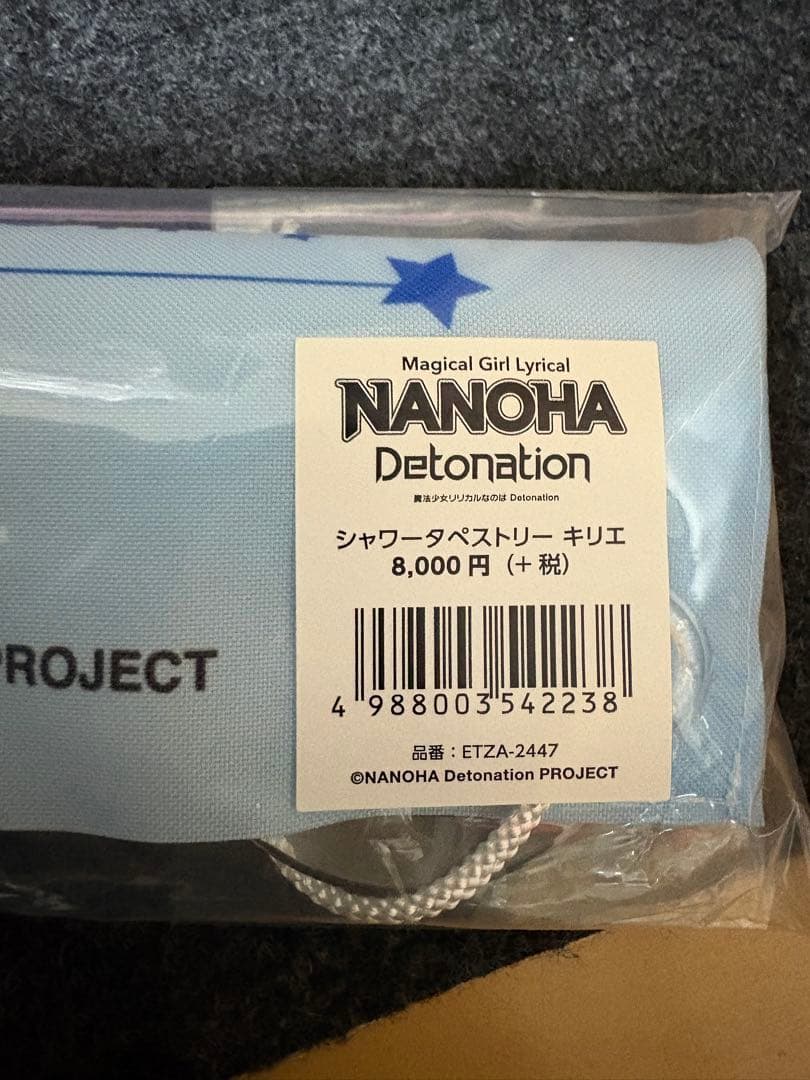 Magical Girl Lyrical
NANOHA
Detonation
魔法少女リリカルなのは Detonation
シャワータペストリー キリエ
8,000円 (+税)
PROJECT
4 988003 542238
品番：ETZA-2447
©NANOHA Detonation PROJECT